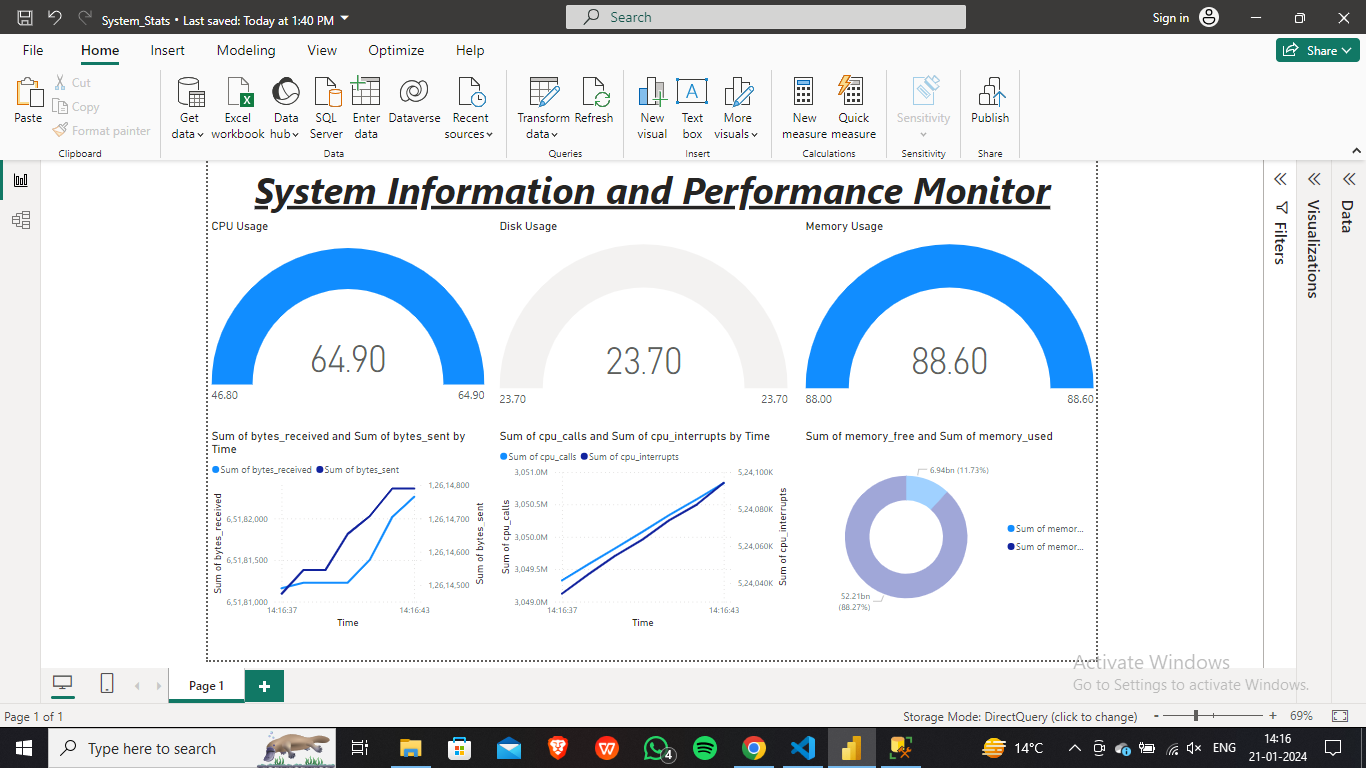 System_Stats • Last saved: Today at 1:40 PM
Search
Sign in
File Home Insert Modeling View Optimize Help
Share
Paste
Cut
Copy
Format painter
Clipboard
Get data
Excel workbook
Data hub
SQL Server
Enter data
Dataverse
Recent sources
Data
Transform data
Refresh
Queries
New visual
Text box
More visuals
Insert
New measure
Quick measure
Calculations
Sensitivity
Sensitivity
Publish
Share
System Information and Performance Monitor
CPU Usage
64.90
46.80 64.90
Disk Usage
23.70
23.70 23.70
Memory Usage
88.60
88.00 88.60
Sum of bytes_received and Sum of bytes_sent by
Time
Sum of bytes_received Sum of bytes_sent
Sum of bytes_received
6,51,82,000
6,51,81,500
6,51,81,000
1,26,14,800
1,26,14,700
1,26,14,600
1,26,14,500
Sum of bytes_sent
14:16:37 14:16:43
Time
Sum of cpu_calls and Sum of cpu_interrupts by Time
Sum of cpu_calls Sum of cpu_interrupts
Sum of cpu_calls
3,051.0M
3,050.5M
3,050.0M
3,049.5M
3,049.0M
5,24,100K
5,24,080K
5,24,060K
5,24,040K
Sum of cpu_interrupts
14:16:37 14:16:43
Time
Sum of memory_free and Sum of memory_used
6.94bn (11.73%)
52.21bn
(88.27%)
Sum of memor...
Sum of memor...
Filters
Visualizations
Data
Activate Windows
Go to Settings to activate Windows.
Page 1
Page 1 of 1
Storage Mode: DirectQuery (click to change)
- + 69%
Type here to search
4
14°C
ENG
14:16
21-01-2024